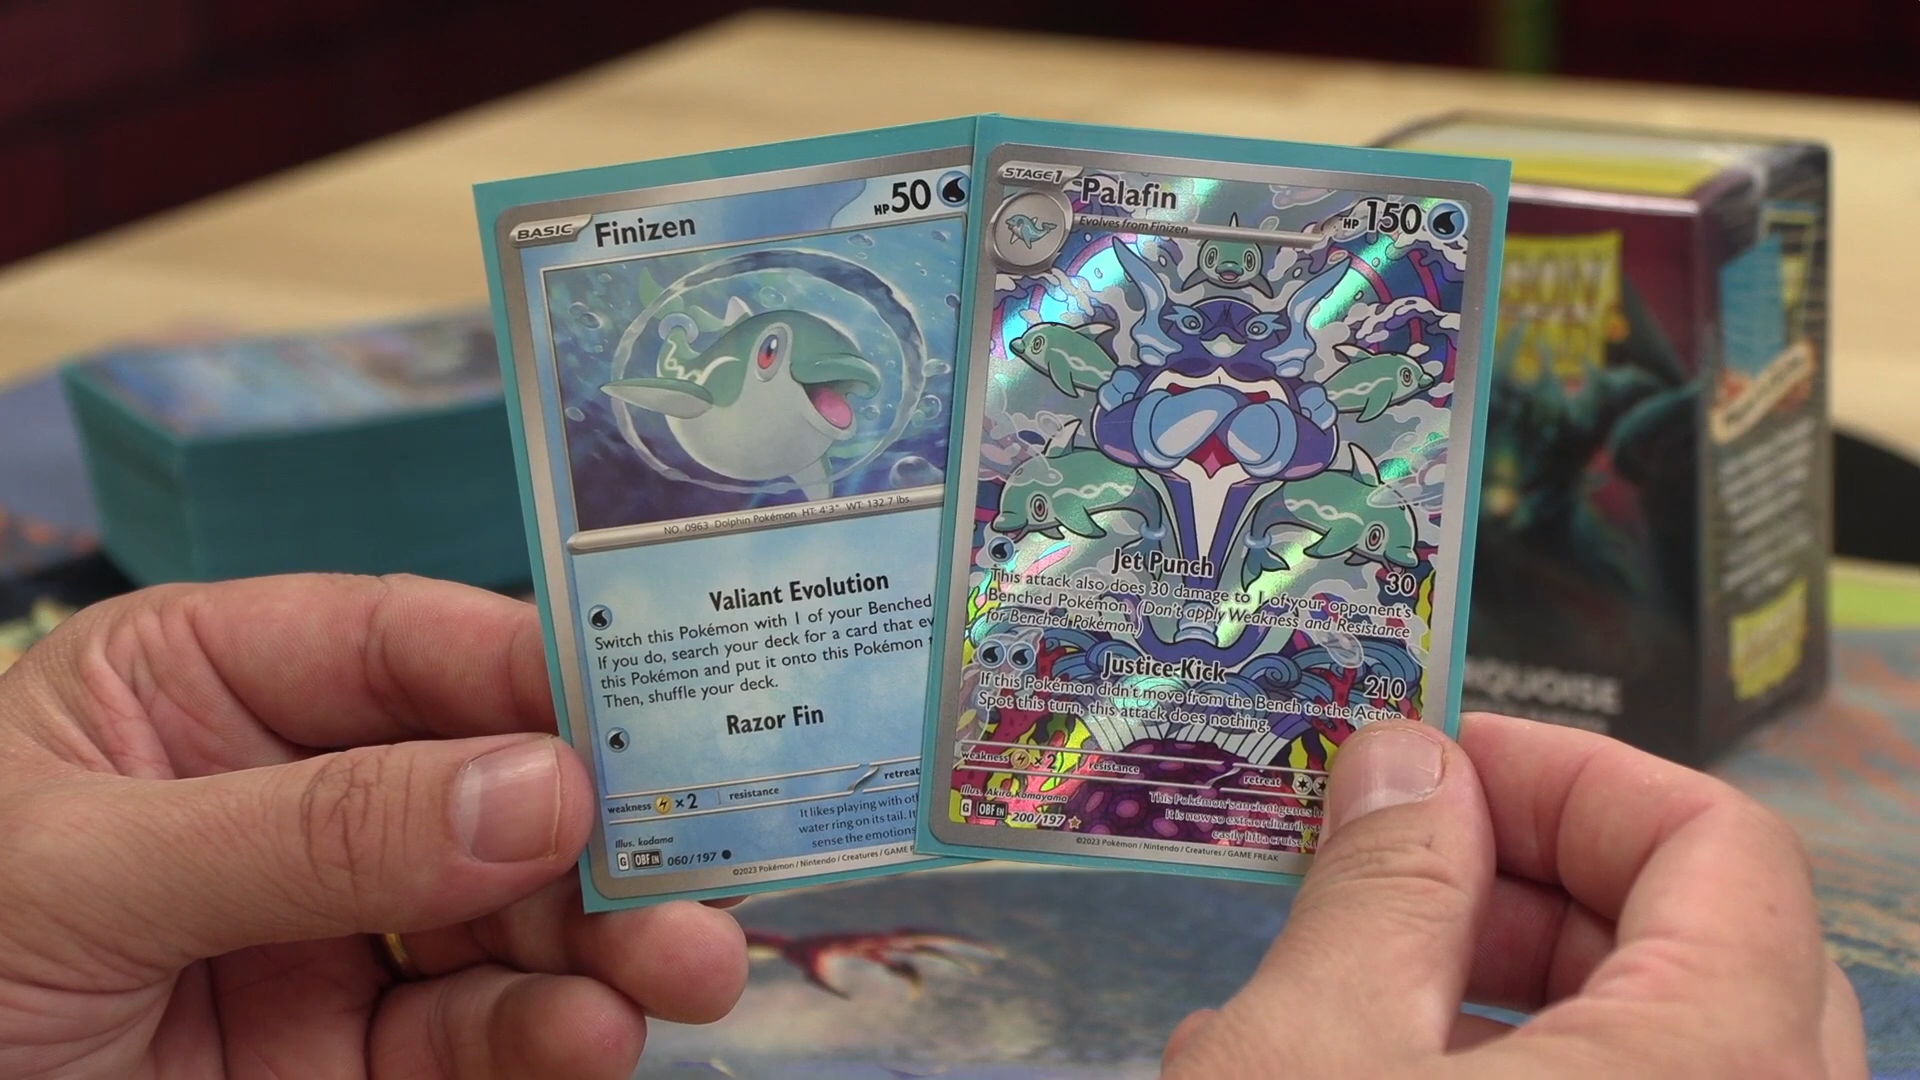 BASIC
Finizen
HP 50
NO. 0963 Dolphin Pokémon HT: 4'3" WT: 132.7 lbs.
Valiant Evolution
Switch this Pokémon with 1 of your Benched
If you do, search your deck for a card that ev
this Pokémon and put it onto this Pokémon
Then, shuffle your deck.
Razor Fin
weakness ×2 resistance retreat
It likes playing with
water ring on its tail. It
sense the emotions
Illus. kodama
G OBF EN 060/197
©2023 Pokémon / Nintendo / Creatures / GAME F
STAGE 1
Palafin
Evolves from Finizen
HP 150
Jet Punch 30
This attack also does 30 damage to 1 of your opponent's
Benched Pokémon. (Don't apply Weakness and Resistance
for Benched Pokémon.)
Justice Kick 210
If this Pokémon didn't move from the Bench to the Active
Spot this turn, this attack does nothing.
weakness ×2 resistance retreat
Illus. Akira Komayama
This Pokémon's ancient genes
It is now so extraordinarily
easily lift a cruise
G OBF EN 200/197
©2023 Pokémon / Nintendo / Creatures / GAME FREAK